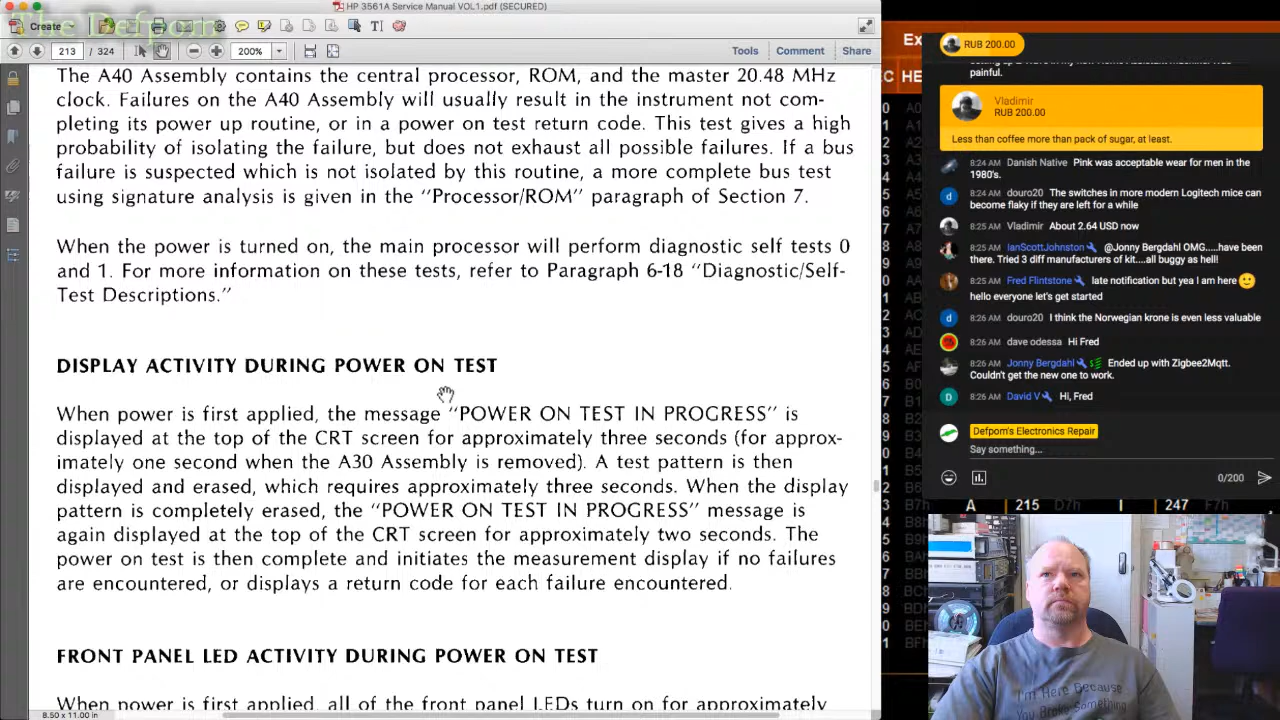 The Defpom
HP 3561A Service Manual VOL1.pdf (SECURED)
Create
213 / 324
200%
Tools Comment Share
The A40 Assembly contains the central processor, ROM, and the master 20.48 MHz
clock. Failures on the A40 Assembly will usually result in the instrument not com-
pleting its power up routine, or in a power on test return code. This test gives a high
probability of isolating the failure, but does not exhaust all possible failures. If a bus
failure is suspected which is not isolated by this routine, a more complete bus test
using signature analysis is given in the "Processor/ROM" paragraph of Section 7.
When the power is turned on, the main processor will perform diagnostic self tests 0
and 1. For more information on these tests, refer to Paragraph 6-18 "Diagnostic/Self-
Test Descriptions."
DISPLAY ACTIVITY DURING POWER ON TEST
When power is first applied, the message "POWER ON TEST IN PROGRESS" is
displayed at the top of the CRT screen for approximately three seconds (for approx-
imately one second when the A30 Assembly is removed). A test pattern is then
displayed and erased, which requires approximately three seconds. When the display
pattern is completely erased, the "POWER ON TEST IN PROGRESS" message is
again displayed at the top of the CRT screen for approximately two seconds. The
power on test is then complete and initiates the measurement display if no failures
are encountered, or displays a return code for each failure encountered.
FRONT PANEL LED ACTIVITY DURING POWER ON TEST
When power is first applied, all of the front panel LEDs turn on for approximately
8.50 x 11.00 in
RUB 200.00
painful.
Vladimir
RUB 200.00
Less than coffee more than pack of sugar, at least.
8:24 AM Danish Native Pink was acceptable wear for men in the
1980's.
8:24 AM douro20 The switches in more modern Logitech mice can
become flaky if they are left for a while
8:25 AM Vladimir About 2.64 USD now
8:25 AM IanScottJohnston @Jonny Bergdahl OMG.....have been
there. Tried 3 diff manufacturers of kit....all buggy as hell!
8:25 AM Fred Flintstone late notification but yea I am here
hello everyone let's get started
8:26 AM douro20 I think the Norwegian krone is even less valuable
8:26 AM dave odessa Hi Fred
8:26 AM Jonny Bergdahl Ended up with Zigbee2Mqtt.
Couldn't get the new one to work.
8:26 AM David V Hi, Fred
Defpom's Electronics Repair
Say something...
0/200
A 215 D7h I 247 F7h
I'm Here Because
You Broke Something